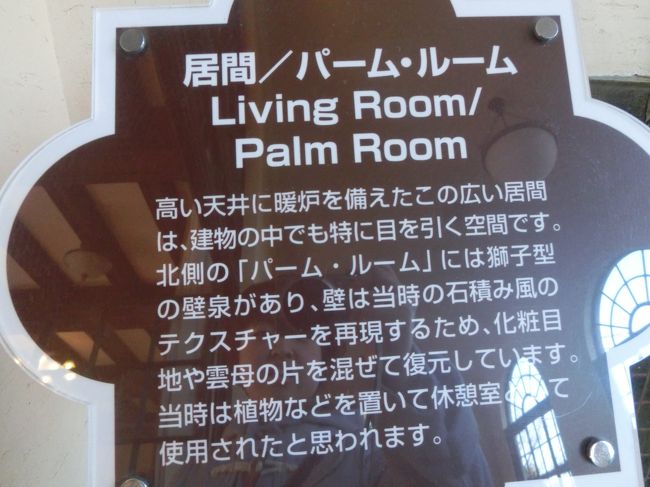 居間／パーム・ルーム
Living Room/
Palm Room
高い天井に暖炉を備えたこの広い居間
は、建物の中でも特に目を引く空間です。
北側の「パーム・ルーム」には獅子型
の壁泉があり、壁は当時の石積み風の
テクスチャーを再現するため、化粧目
地や雲母の片を混ぜて復元しています。
当時は植物などを置いて休憩室として
使用されたと思われます。